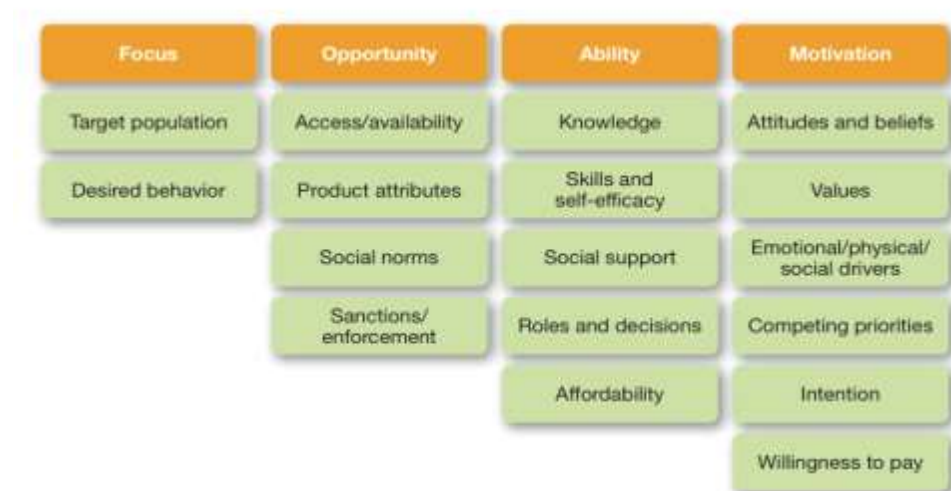 Focus
Opportunity
Ability
Motivation
Target population
Access/availability
Knowledge
Attitudes and beliefs
Desired behavior
Product attributes
Skills and
self-efficacy
Values
Social norms
Social support
Emotional/physical/
social drivers
Sanctions/
enforcement
Roles and decisions
Competing priorities
Affordability
Intention
Willingness to pay